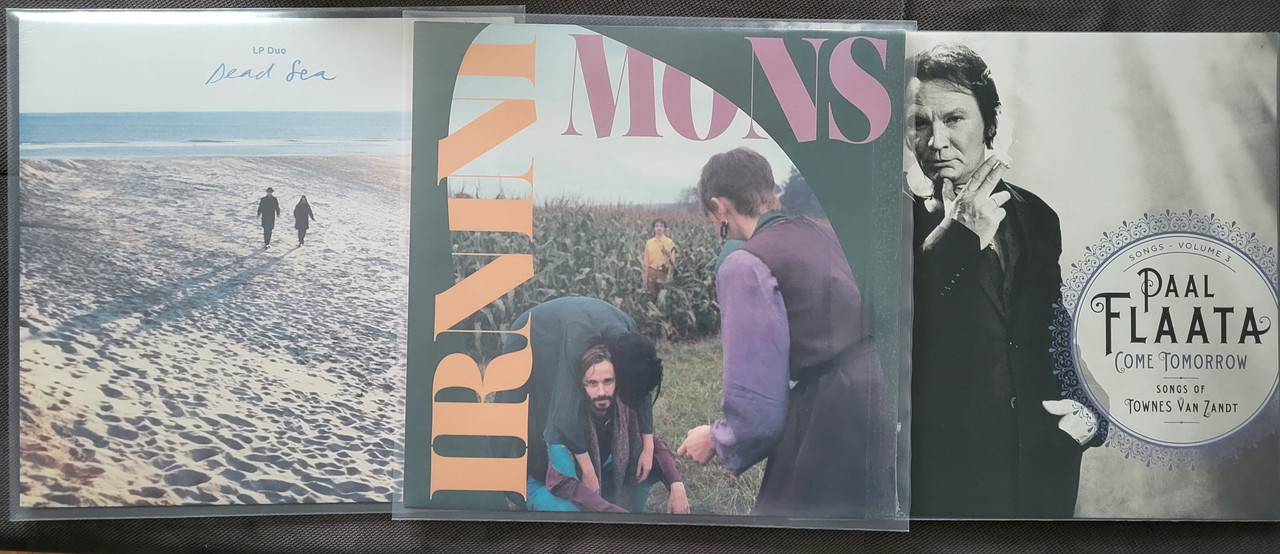 LP Duo
Dead Sea
IRNINI
MONS
SONGS - VOLUME 3
PAAL
FLAATA
COME TOMORROW
SONGS OF
TOWNES VAN ZANDT